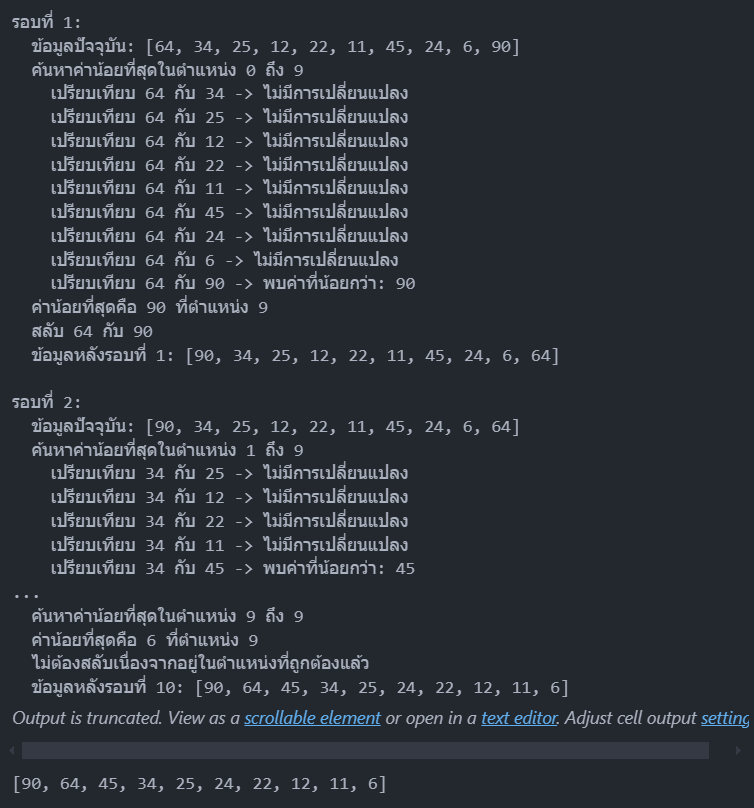 รอบที่ 1:
ข้อมูลปัจจุบัน: [64, 34, 25, 12, 22, 11, 45, 24, 6, 90]
ค้นหาค่าน้อยที่สุดในตำแหน่ง 0 ถึง 9
เปรียบเทียบ 64 กับ 34 -> ไม่มีการเปลี่ยนแปลง
เปรียบเทียบ 64 กับ 25 -> ไม่มีการเปลี่ยนแปลง
เปรียบเทียบ 64 กับ 12 -> ไม่มีการเปลี่ยนแปลง
เปรียบเทียบ 64 กับ 22 -> ไม่มีการเปลี่ยนแปลง
เปรียบเทียบ 64 กับ 11 -> ไม่มีการเปลี่ยนแปลง
เปรียบเทียบ 64 กับ 45 -> ไม่มีการเปลี่ยนแปลง
เปรียบเทียบ 64 กับ 24 -> ไม่มีการเปลี่ยนแปลง
เปรียบเทียบ 64 กับ 6 -> ไม่มีการเปลี่ยนแปลง
เปรียบเทียบ 64 กับ 90 -> พบค่าที่น้อยกว่า: 90
ค่าน้อยที่สุดคือ 90 ที่ตำแหน่ง 9
สลับ 64 กับ 90
ข้อมูลหลังรอบที่ 1: [90, 34, 25, 12, 22, 11, 45, 24, 6, 64]
รอบที่ 2:
ข้อมูลปัจจุบัน: [90, 34, 25, 12, 22, 11, 45, 24, 6, 64]
ค้นหาค่าน้อยที่สุดในตำแหน่ง 1 ถึง 9
เปรียบเทียบ 34 กับ 25 -> ไม่มีการเปลี่ยนแปลง
เปรียบเทียบ 34 กับ 12 -> ไม่มีการเปลี่ยนแปลง
เปรียบเทียบ 34 กับ 22 -> ไม่มีการเปลี่ยนแปลง
เปรียบเทียบ 34 กับ 11 -> ไม่มีการเปลี่ยนแปลง
เปรียบเทียบ 34 กับ 45 -> พบค่าที่น้อยกว่า: 45
...
ค้นหาค่าน้อยที่สุดในตำแหน่ง 9 ถึง 9
ค่าน้อยที่สุดคือ 6 ที่ตำแหน่ง 9
ไม่ต้องสลับเนื่องจากอยู่ในตำแหน่งที่ถูกต้องแล้ว
ข้อมูลหลังรอบที่ 10: [90, 64, 45, 34, 25, 24, 22, 12, 11, 6]
Output is truncated. View as a scrollable element or open in a text editor. Adjust cell output setting
[90, 64, 45, 34, 25, 24, 22, 12, 11, 6]